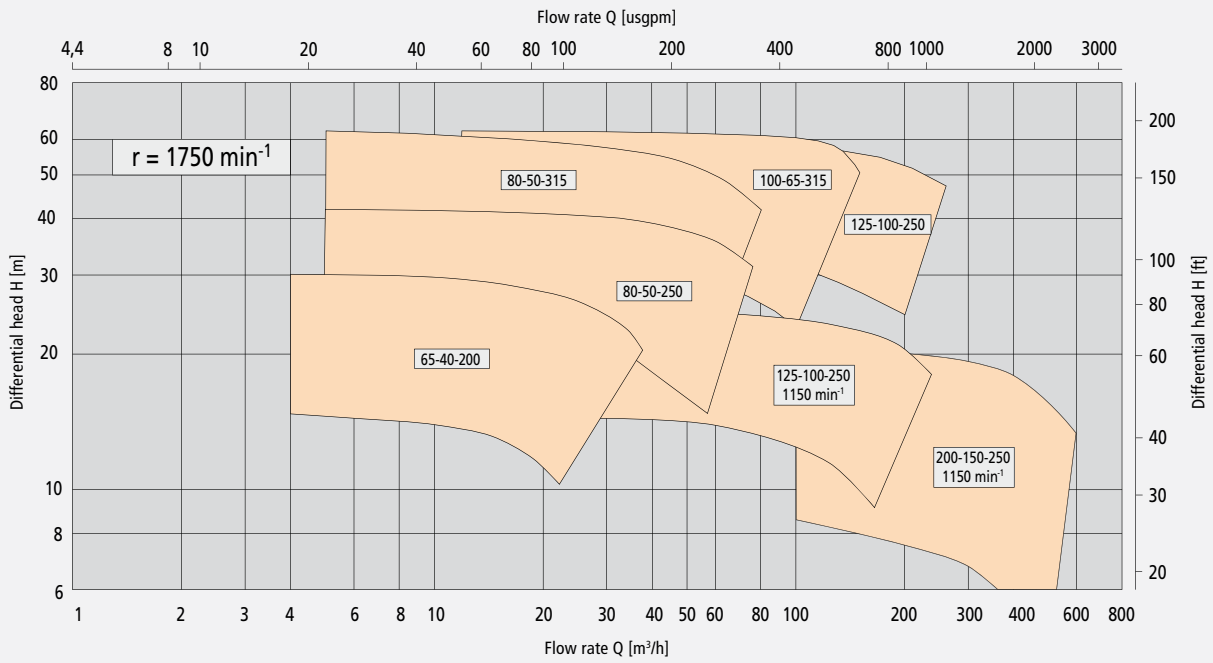 Flow rate Q [usgpm]
4,4 8 10 20 40 60 80 100 200 400 800 1000 2000 3000
80
60
50
40
30
20
10
8
6
Differential head H [m]
r = 1750 min-1
80-50-315
100-65-315
125-100-250
80-50-250
65-40-200
125-100-250
1150 min-1
200-150-250
1150 min-1
200
150
100
80
60
40
30
20
Differential head H [ft]
1 2 3 4 6 8 10 20 30 40 50 60 80 100 200 300 400 600 800
Flow rate Q [m³/h]